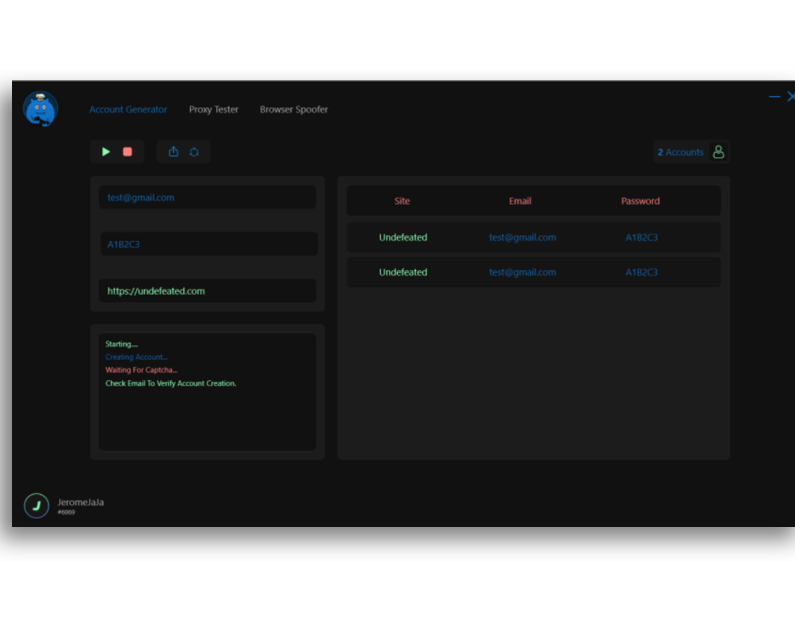 Account Generator Proxy Tester Browser Spoofer
2 Accounts
test@gmail.com
A1B2C3
https://undefeated.com
Starting...
Creating Account...
Waiting For Captcha...
Check Email To Verify Account Creation.
Site Email Password
Undefeated test@gmail.com A1B2C3
Undefeated test@gmail.com A1B2C3
J
JeromeJaJa
#6969